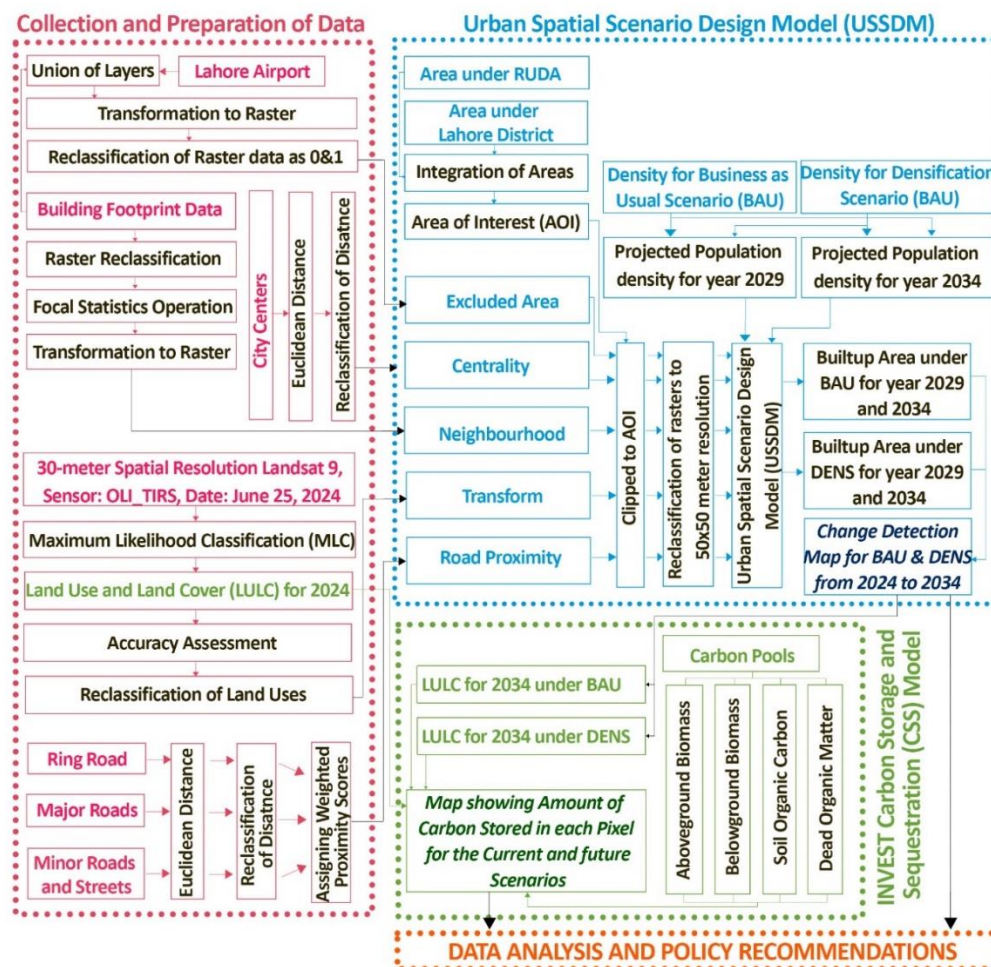 Collection and Preparation of Data
Union of Layers
Lahore Airport
Transformation to Raster
Reclassification of Raster data as 0&1
Building Footprint Data
Raster Reclassification
Focal Statistics Operation
Transformation to Raster
City Centers
Euclidean Distance
Reclassification of Disatnce
30-meter Spatial Resolution Landsat 9,
Sensor: OLI_TIRS, Date: June 25, 2024
Maximum Likelihood Classification (MLC)
Land Use and Land Cover (LULC) for 2024
Accuracy Assessment
Reclassification of Land Uses
Ring Road
Major Roads
Minor Roads
and Streets
Euclidean Distance
Reclassification
of Disatnce
Assigning Weighted
Proximity Scores
Urban Spatial Scenario Design Model (USSDM)
Area under RUDA
Area under
Lahore District
Integration of Areas
Area of Interest (AOI)
Density for Business as
Usual Scenario (BAU)
Density for Densification
Scenario (BAU)
Projected Population
density for year 2029
Projected Population
density for year 2034
Excluded Area
Centrality
Neighbourhood
Transform
Road Proximity
Clipped to AOI
Reclassification of rasters to
50x50 meter resolution
Urban Spatial Scenario Design
Model (USSDM)
Builtup Area under
BAU for year 2029
and 2034
Builtup Area under
DENS for year 2029
and 2034
Change Detection
Map for BAU & DENS
from 2024 to 2034
LULC for 2034 under BAU
LULC for 2034 under DENS
Map showing Amount of
Carbon Stored in each Pixel
for the Current and future
Scenarios
Carbon Pools
Aboveground Biomass
Belowground Biomass
Soil Organic Carbon
Dead Organic Matter
INVEST Carbon Storage and
Sequestration (CSS) Model
DATA ANALYSIS AND POLICY RECOMMENDATIONS